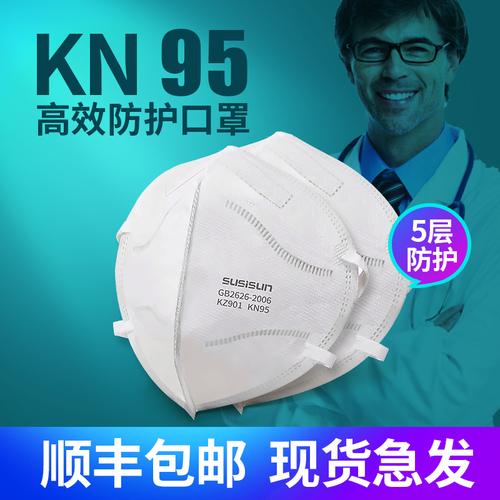 KN 95
高效防护口罩
5层
防护
susisun
GB2626-2006
KZ901 KN95
顺丰包邮 现货急发